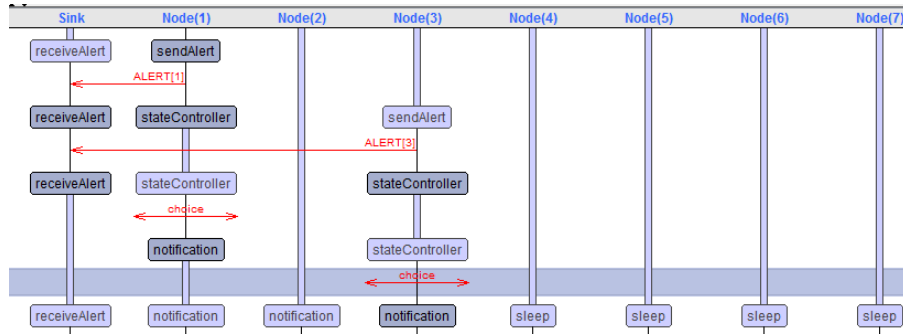 Sink Node(1) Node(2) Node(3) Node(4) Node(5) Node(6) Node(7)
receiveAlert sendAlert
ALERT[1]
receiveAlert stateController sendAlert
ALERT[3]
receiveAlert stateController stateController
choice
notification stateController
choice
receiveAlert notification notification notification sleep sleep sleep sleep